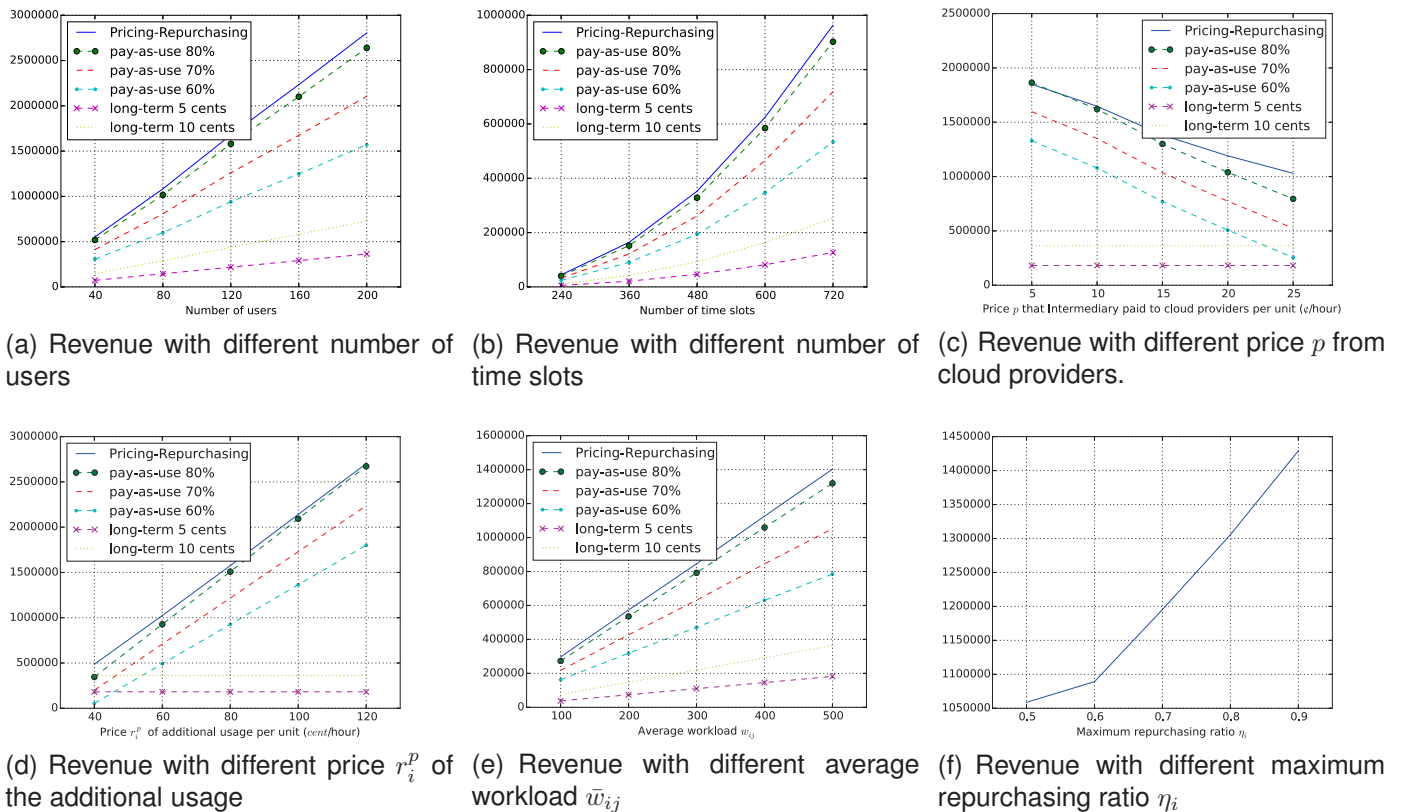 3000000
2500000
2000000
1500000
1000000
500000
0
Pricing-Repurchasing
pay-as-use 80%
pay-as-use 70%
pay-as-use 60%
long-term 5 cents
long-term 10 cents
40 80 120 160 200
Number of users
(a) Revenue with different number of
users
1000000
800000
600000
400000
200000
0
Pricing-Repurchasing
pay-as-use 80%
pay-as-use 70%
pay-as-use 60%
long-term 5 cents
long-term 10 cents
240 360 480 600 720
Number of time slots
(b) Revenue with different number of
time slots
2500000
2000000
1500000
1000000
500000
0
Pricing-Repurchasing
pay-as-use 80%
pay-as-use 70%
pay-as-use 60%
long-term 5 cents
long-term 10 cents
5 10 15 20 25
Price p that Intermediary paid to cloud providers per unit (¢/hour)
(c) Revenue with different price p from
cloud providers.
3000000
2500000
2000000
1500000
1000000
500000
0
Pricing-Repurchasing
pay-as-use 80%
pay-as-use 70%
pay-as-use 60%
long-term 5 cents
long-term 10 cents
40 60 80 100 120
Price r_i^p of additional usage per unit (cent/hour)
(d) Revenue with different price r_i^p of
the additional usage
1600000
1400000
1200000
1000000
800000
600000
400000
200000
0
Pricing-Repurchasing
pay-as-use 80%
pay-as-use 70%
pay-as-use 60%
long-term 5 cents
long-term 10 cents
100 200 300 400 500
Average workload w_ij
(e) Revenue with different average
workload w̄_ij
1450000
1400000
1350000
1300000
1250000
1200000
1150000
1100000
1050000
0.5 0.6 0.7 0.8 0.9
Maximum repurchasing ratio η_i
(f) Revenue with different maximum
repurchasing ratio η_i